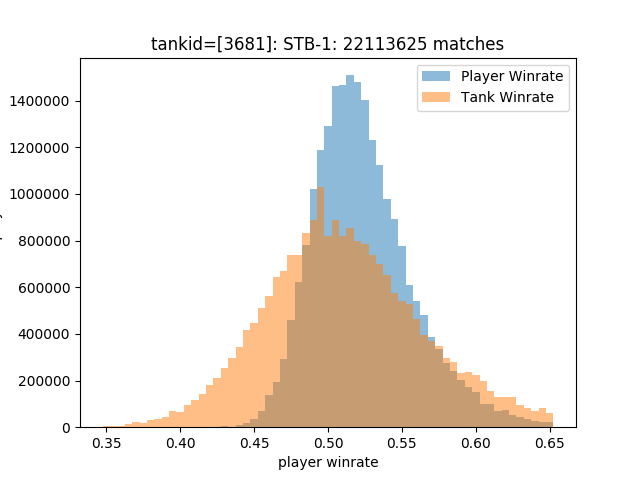 tankid=[3681]: STB-1: 22113625 matches
Player Winrate
Tank Winrate
1400000
1200000
1000000
800000
600000
400000
200000
0
0.35 0.40 0.45 0.50 0.55 0.60 0.65
player winrate